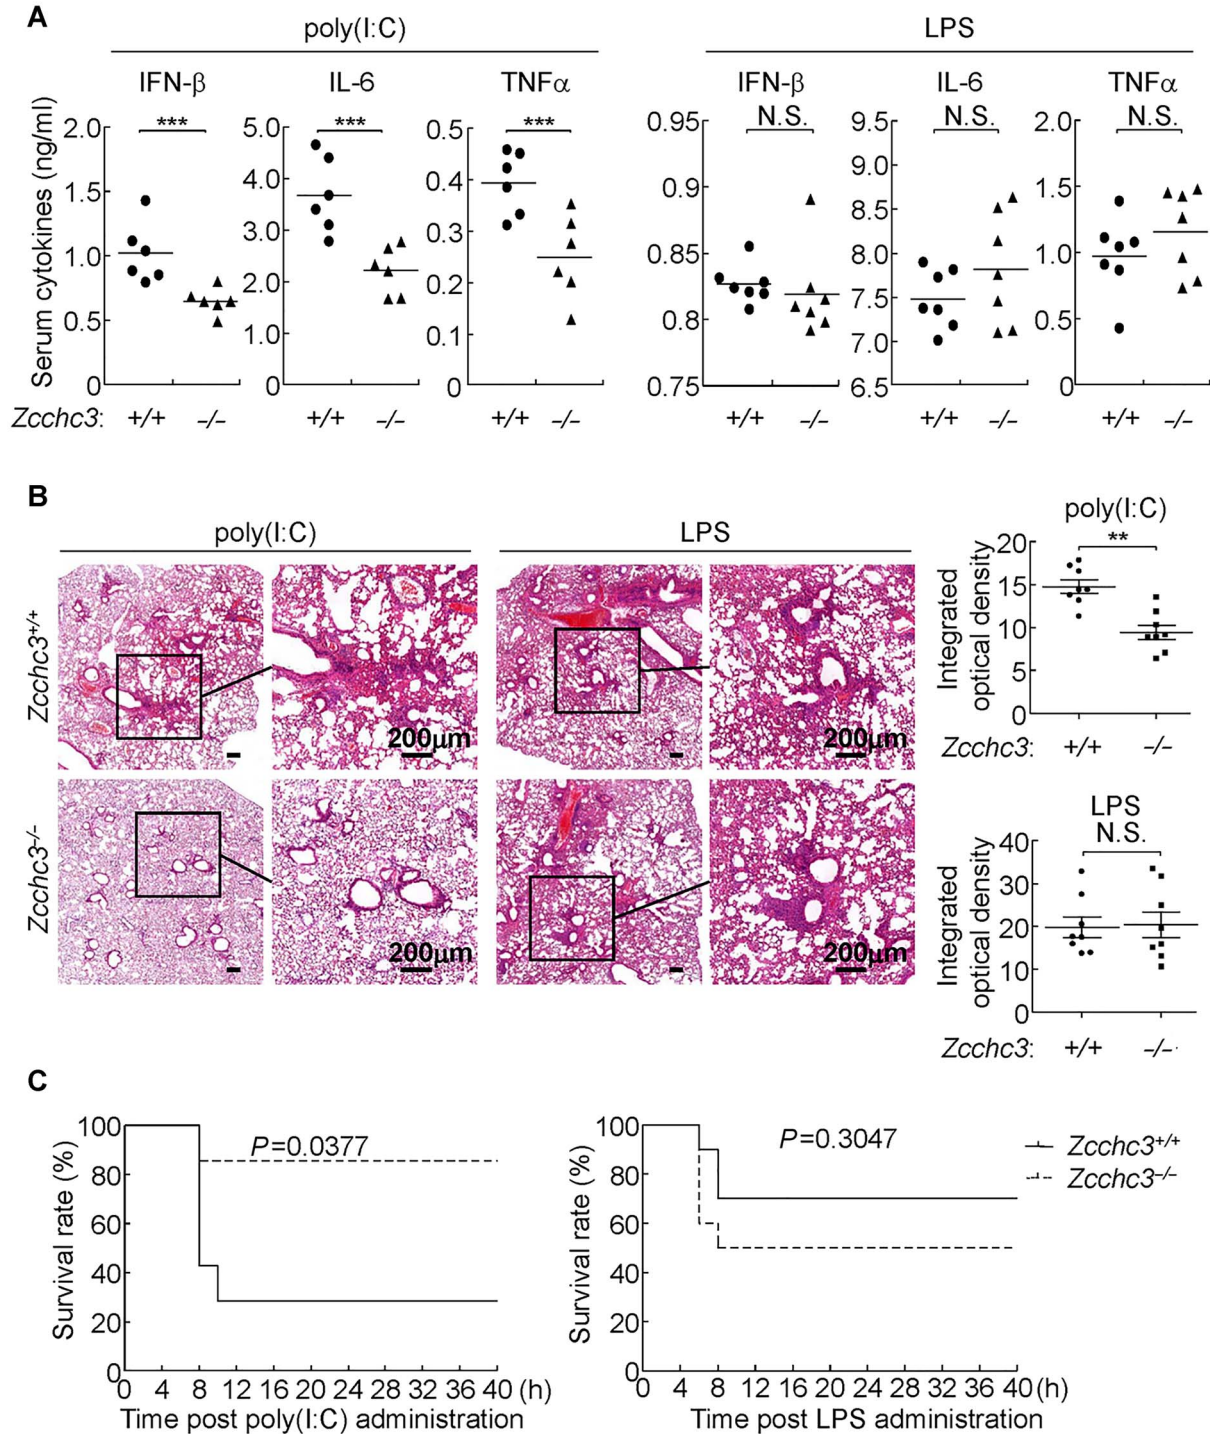 A
poly(I:C) LPS
IFN-β IL-6 TNFα IFN-β IL-6 TNFα
*** *** *** N.S. N.S. N.S.
Serum cytokines (ng/ml)
2.0 1.5 1.0 0.5 0
5.0 4.0 3.0 2.0 1.0 0
0.5 0.4 0.3 0.2 0.1 0
0.95 0.9 0.85 0.8 0.75
9.5 9.0 8.5 8.0 7.5 7.0 6.5
2.0 1.5 1.0 0.5 0
Zcchc3: +/+ –/– +/+ –/– +/+ –/– +/+ –/– +/+ –/– +/+ –/–
B
poly(I:C) LPS
Zcchc3+/+
200µm 200µm
Zcchc3–/–
200µm 200µm
poly(I:C)
**
Integrated
optical density
20 15 10 5 0
Zcchc3: +/+ –/–
LPS
N.S.
Integrated
optical density
40 30 20 10 0
Zcchc3: +/+ –/–
C
Survival rate (%)
100 80 60 40 20 0
P=0.0377
0 4 8 12 16 20 24 28 32 36 40 (h)
Time post poly(I:C) administration
Survival rate (%)
100 80 60 40 20 0
P=0.3047
0 4 8 12 16 20 24 28 32 36 40 (h)
Time post LPS administration
Zcchc3+/+
Zcchc3–/–